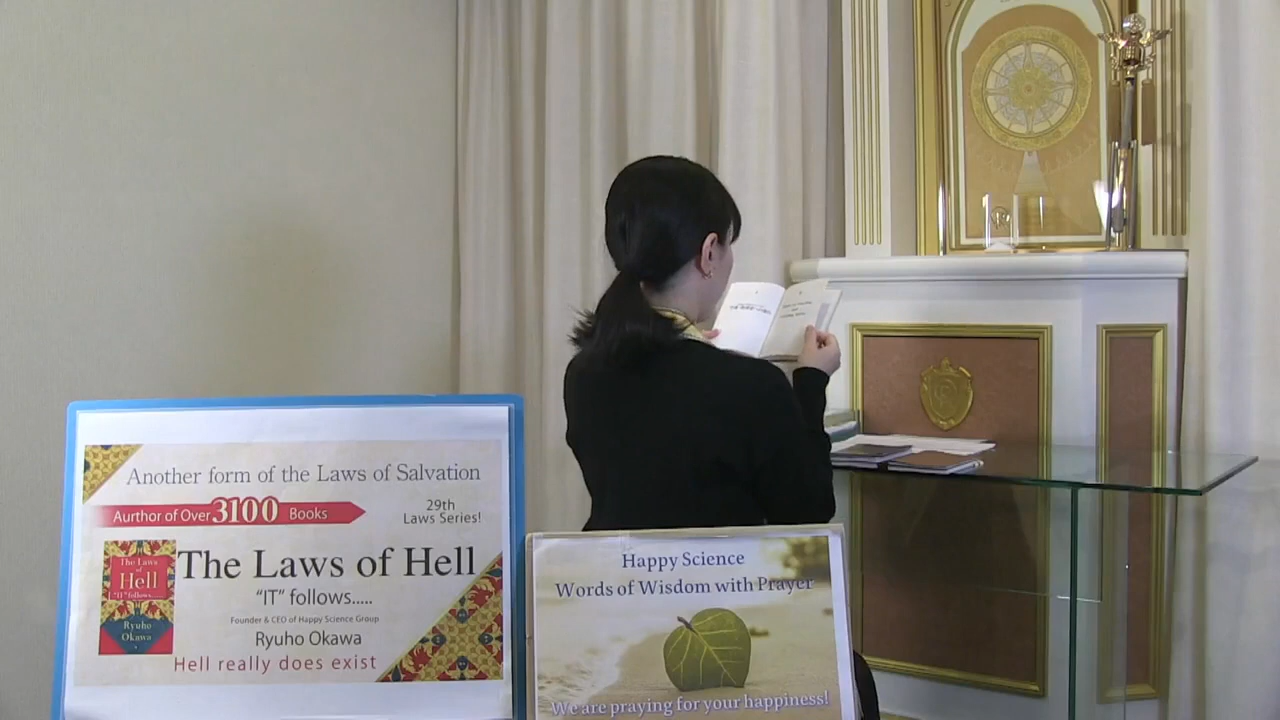 Another form of the Laws of Salvation
Aurthor of Over 3100 Books
29th
Laws Series!
The Laws
of
Hell
"IT" follows.....
Ryuho
Okawa
The Laws of Hell
"IT" follows.....
Founder & CEO of Happy Science Group
Ryuho Okawa
Hell really does exist
Happy Science
Words of Wisdom with Prayer
We are praying for your happiness!